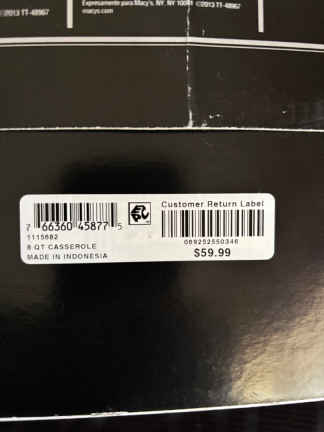 Expresamente para Macy's, NY, NY 10001 ©2013 TT-48967
©2013 TT-48967
macys.com
Customer Return Label
7 66360 45877 5
1115682
089252550346
8 QT CASSEROLE
$59.99
MADE IN INDONESIA